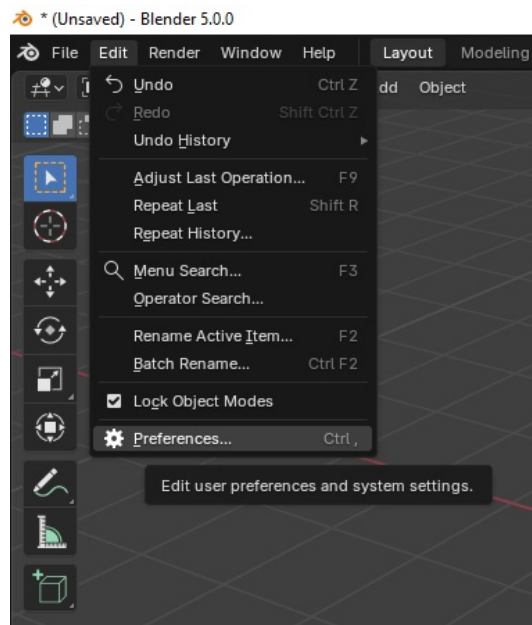 * (Unsaved) - Blender 5.0.0
File Edit Render Window Help Layout Modeling
dd Object
Undo Ctrl Z
Redo Shift Ctrl Z
Undo History
Adjust Last Operation... F9
Repeat Last Shift R
Repeat History...
Menu Search... F3
Operator Search...
Rename Active Item... F2
Batch Rename... Ctrl F2
Lock Object Modes
Preferences... Ctrl ,
Edit user preferences and system settings.